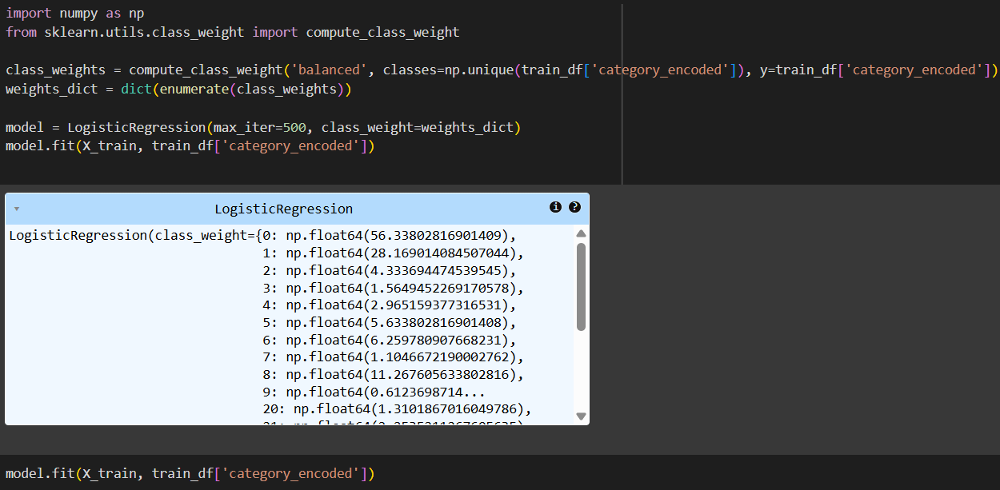 import numpy as np
from sklearn.utils.class_weight import compute_class_weight
class_weights = compute_class_weight('balanced', classes=np.unique(train_df['category_encoded']), y=train_df['category_encoded'])
weights_dict = dict(enumerate(class_weights))
model = LogisticRegression(max_iter=500, class_weight=weights_dict)
model.fit(X_train, train_df['category_encoded'])
LogisticRegression
LogisticRegression(class_weight={0: np.float64(56.33802816901409),
1: np.float64(28.169014084507044),
2: np.float64(4.333694474539545),
3: np.float64(1.5649452269170578),
4: np.float64(2.965159377316531),
5: np.float64(5.633802816901408),
6: np.float64(6.259780907668231),
7: np.float64(1.1046672190002762),
8: np.float64(11.267605633802816),
9: np.float64(0.6123698714...
20: np.float64(1.3101867016049786),
model.fit(X_train, train_df['category_encoded'])